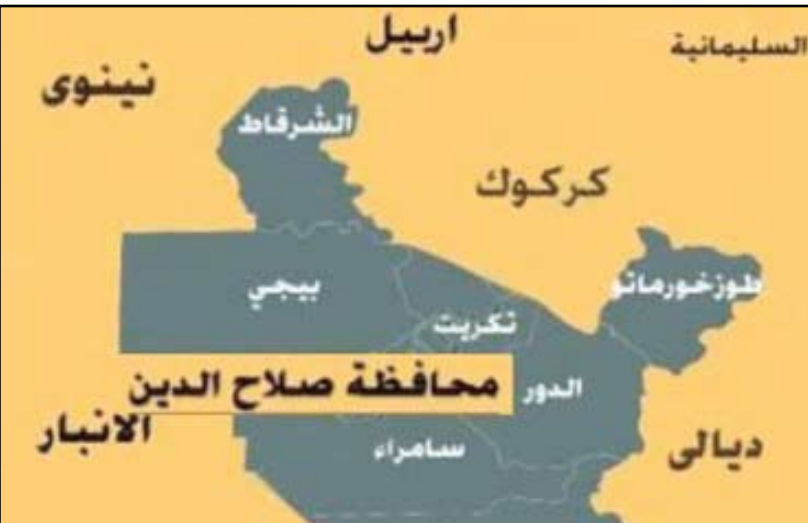 اربيل
السليمانية
نينوى
الشرقاط
كركوك
طوزخورماتو
بيجي
تكريت
محافظة صلاح الدين
الدور
الانبار
ديالى
سامراء